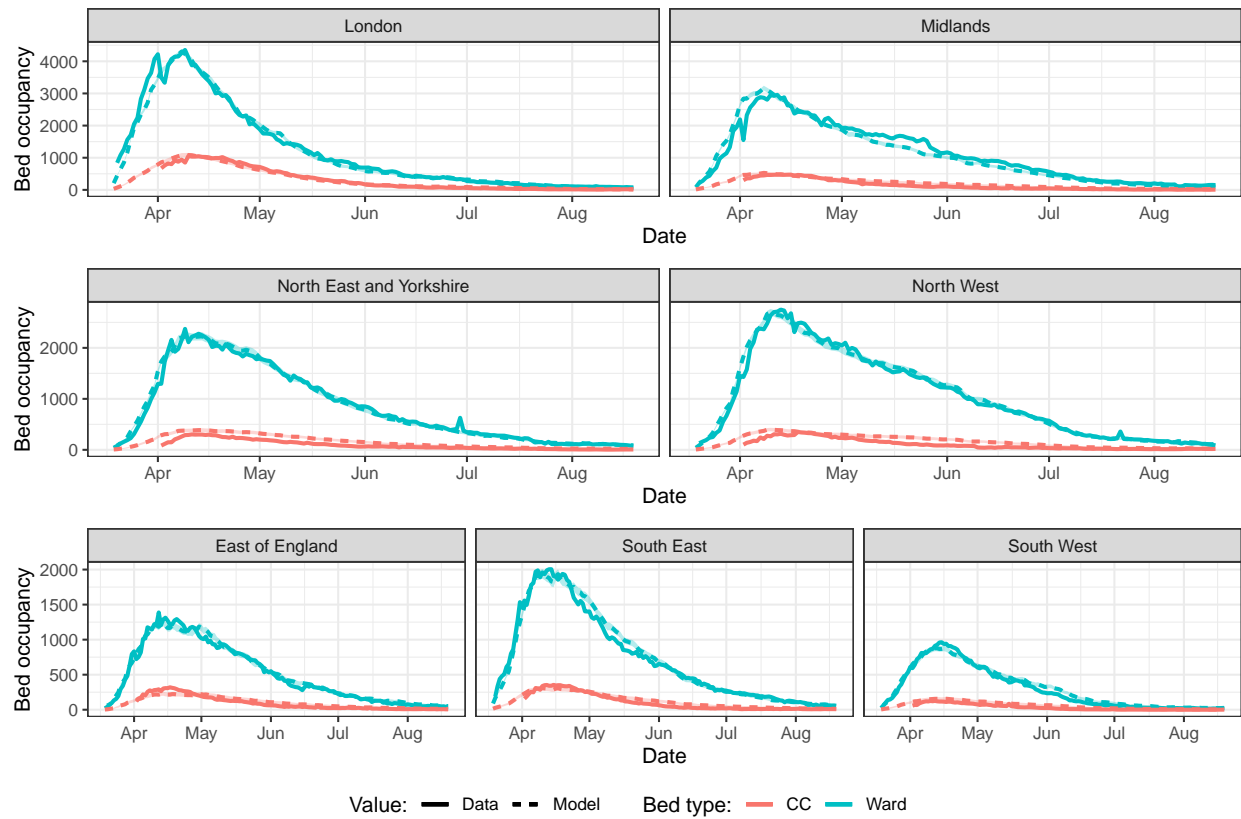 London Midlands
Bed occupancy
4000
3000
2000
1000
0
Apr May Jun Jul Aug Apr May Jun Jul Aug
Date
North East and Yorkshire North West
Bed occupancy
2000
1000
0
Apr May Jun Jul Aug Apr May Jun Jul Aug
Date
East of England South East South West
Bed occupancy
2000
1500
1000
500
0
Apr May Jun Jul Aug Apr May Jun Jul Aug Apr May Jun Jul Aug
Date
Value: Data Model Bed type: CC Ward